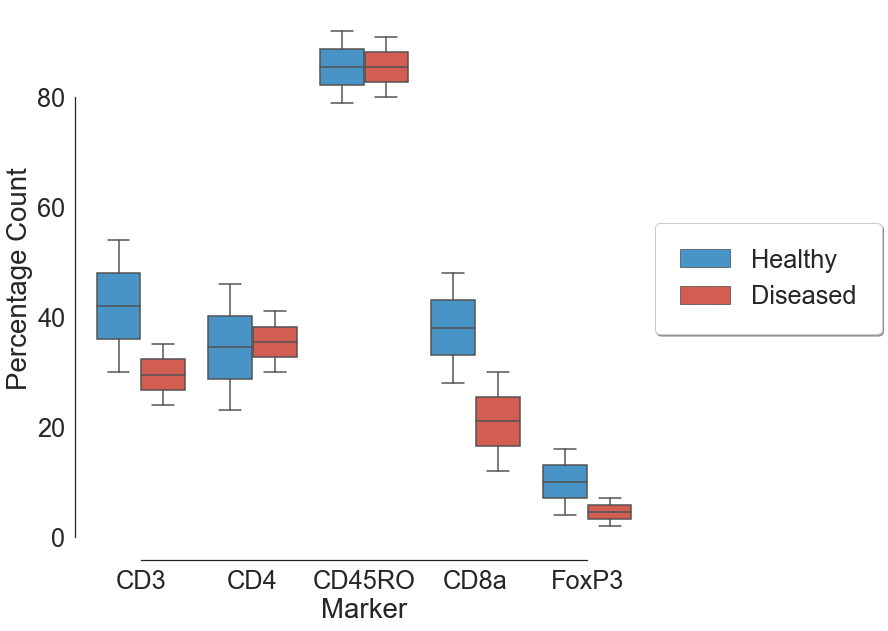 Percentage Count
80
60
40
20
0
CD3 CD4 CD45RO CD8a FoxP3
Marker
Healthy
Diseased